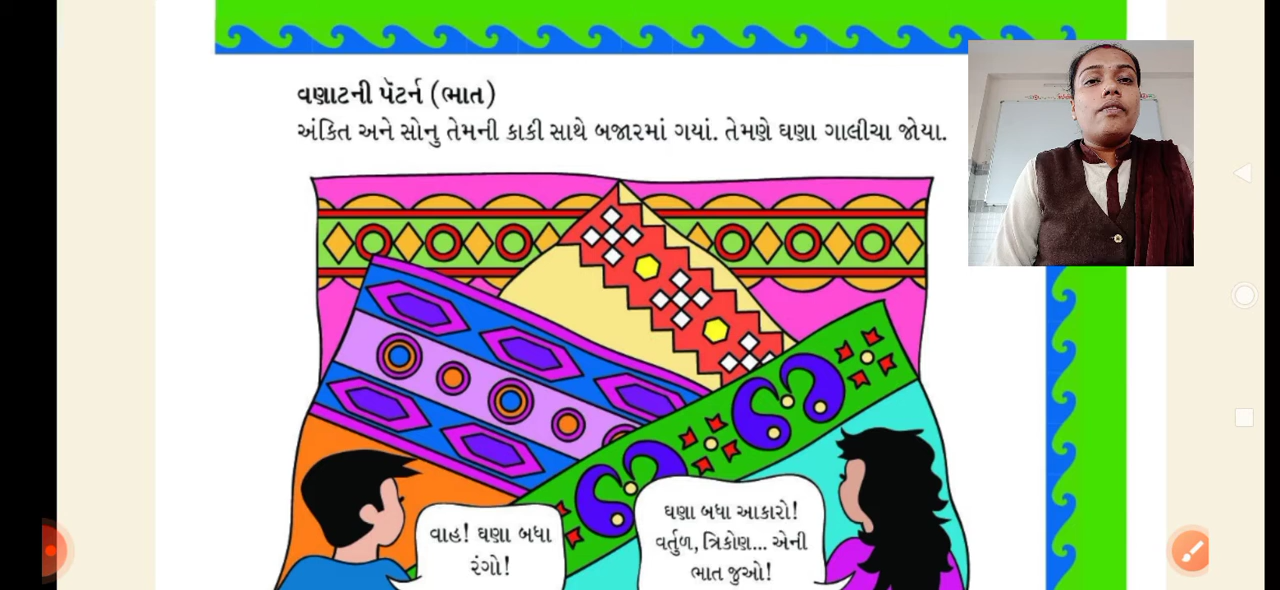 વણાટની પૅટર્ન (ભાત)
અંકિત અને સોનુ તેમની કાકી સાથે બજારમાં ગયાં. તેમણે ઘણા ગાલીચા જોયા.
વાહ! ઘણા બધા
રંગો!
ઘણા બધા આકારો!
વર્તુળ, ત્રિકોણ... એની
ભાત જુઓ!